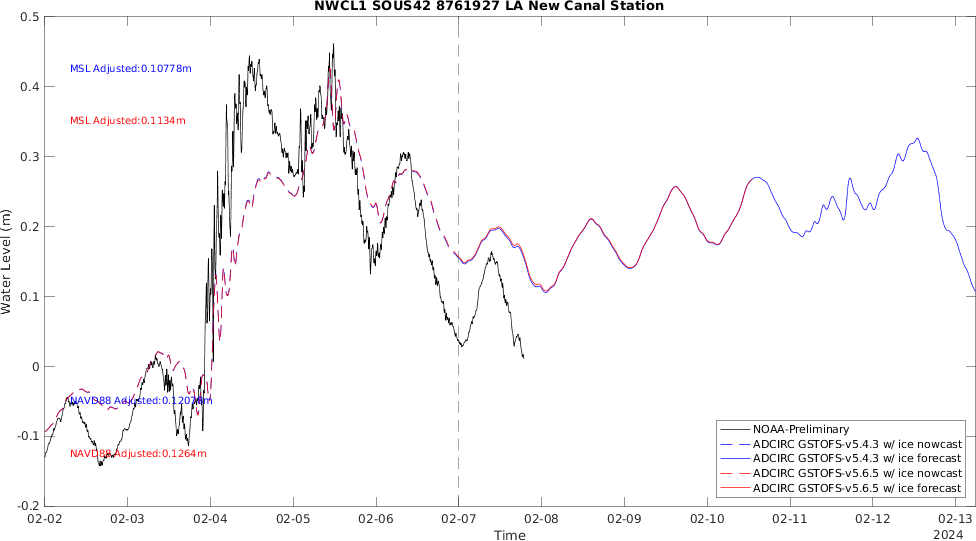 NWCL1 SOUS42 8761927 LA New Canal Station
0.5
0.4
0.3
0.2
0.1
0
-0.1
-0.2
Water Level (m)
MSL Adjusted:0.10778m
MSL Adjusted:0.1134m
NAVD88 Adjusted:0.12078m
NAVD88 Adjusted:0.1264m
NOAA-Preliminary
ADCIRC GSTOFS-v5.4.3 w/ ice nowcast
ADCIRC GSTOFS-v5.4.3 w/ ice forecast
ADCIRC GSTOFS-v5.6.5 w/ ice nowcast
ADCIRC GSTOFS-v5.6.5 w/ ice forecast
02-02 02-03 02-04 02-05 02-06 02-07 02-08 02-09 02-10 02-11 02-12 02-13
Time
2024